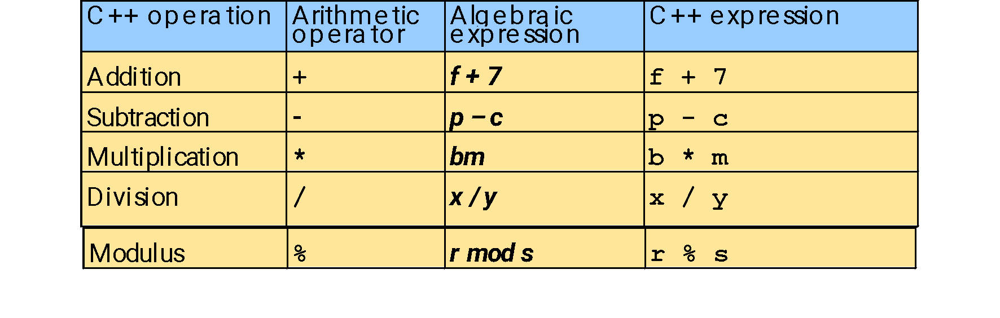 C++ operation Arithmetic operator Algebraic expression C++ expression
Addition + f + 7 f + 7
Subtraction - p – c p - c
Multiplication * bm b * m
Division / x / y x / y
Modulus % r mod s r % s